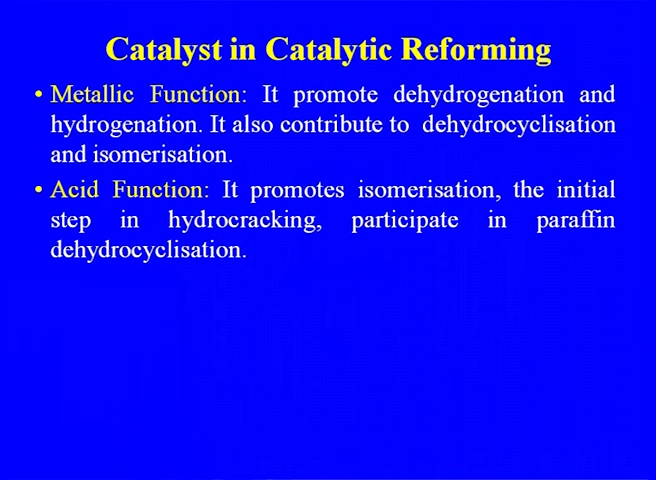 Catalyst in Catalytic Reforming
• Metallic Function: It promote dehydrogenation and
hydrogenation. It also contribute to dehydrocyclisation
and isomerisation.
• Acid Function: It promotes isomerisation, the initial
step in hydrocracking, participate in paraffin
dehydrocyclisation.